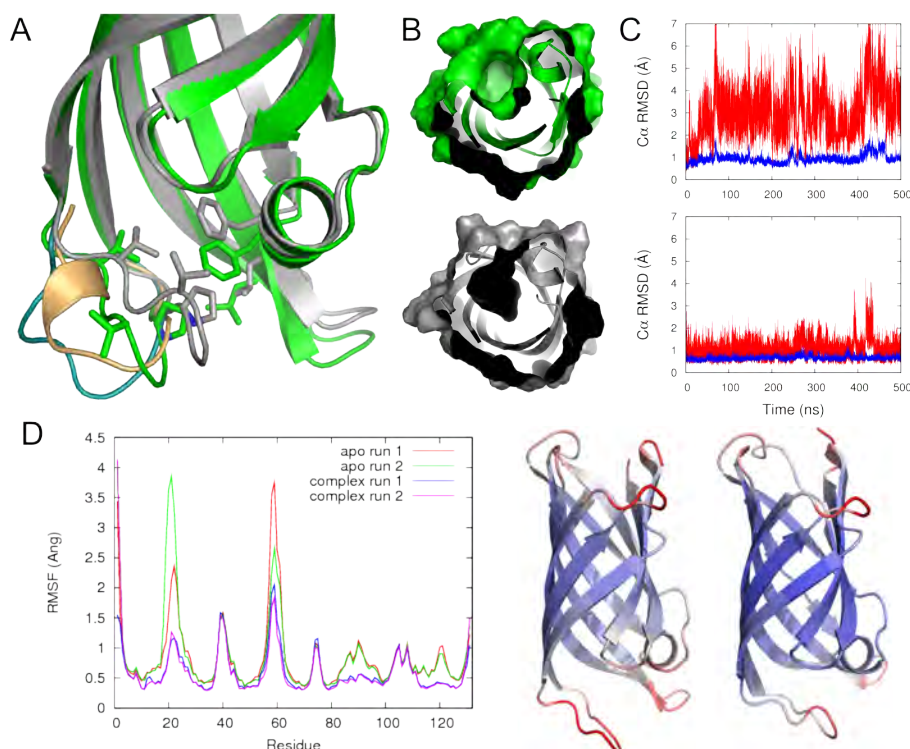 A
B
C
Cα RMSD (Å)
7
6
5
4
3
2
1
0
0 100 200 300 400 500
Cα RMSD (Å)
7
6
5
4
3
2
1
0
0 100 200 300 400 500
Time (ns)
D
RMSF (Ang)
4.5
4
3.5
3
2.5
2
1.5
1
0.5
0
apo run 1
apo run 2
complex run 1
complex run 2
0 20 40 60 80 100 120
Residue